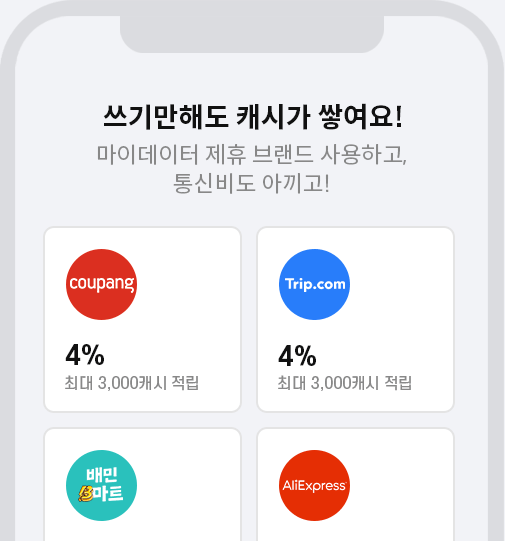 쓰기만해도 캐시가 쌓여요!
마이데이터 제휴 브랜드 사용하고,
통신비도 아끼고!
coupang
Trip.com
4%
4%
최대 3,000캐시 적립
최대 3,000캐시 적립
배민
B마트
AliExpress